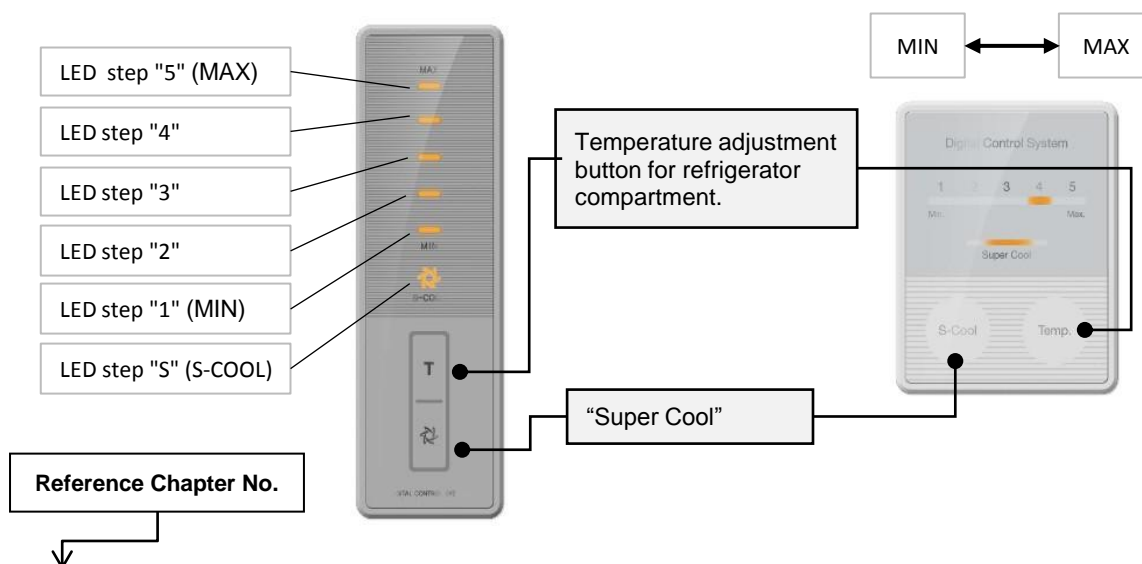 LED step "5" (MAX)
LED step "4"
LED step "3"
LED step "2"
LED step "1" (MIN)
LED step "S" (S-COOL)
Reference Chapter No.
MAX
MIN
S-COOL
T
Temperature adjustment
button for refrigerator
compartment.
“Super Cool”
MIN MAX
Digital Control System
1 2 3 4 5
Min. Max.
Super Cool
S-Cool Temp.